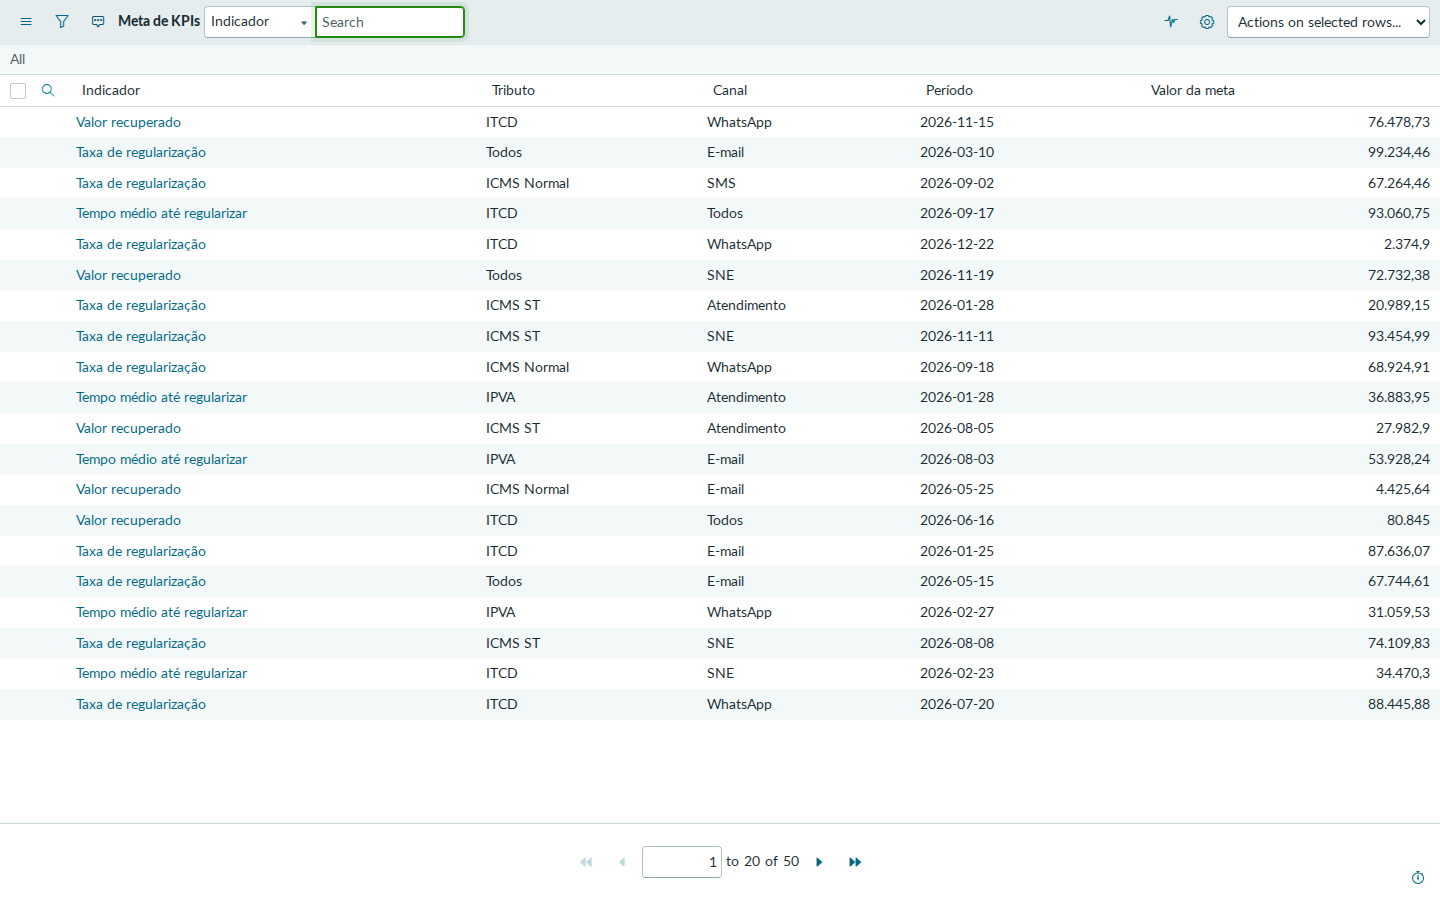 Meta de KPIs Indicador Search Actions on selected rows...
All
Indicador Tributo Canal Período Valor da meta
Valor recuperado ITCD WhatsApp 2026-11-15 76.478,73
Taxa de regularização Todos E-mail 2026-03-10 99.234,46
Taxa de regularização ICMS Normal SMS 2026-09-02 67.264,46
Tempo médio até regularizar ITCD Todos 2026-09-17 93.060,75
Taxa de regularização ITCD WhatsApp 2026-12-22 2.374,9
Valor recuperado Todos SNE 2026-11-19 72.732,38
Taxa de regularização ICMS ST Atendimento 2026-01-28 20.989,15
Taxa de regularização ICMS ST SNE 2026-11-11 93.454,99
Taxa de regularização ICMS Normal WhatsApp 2026-09-18 68.924,91
Tempo médio até regularizar IPVA Atendimento 2026-01-28 36.883,95
Valor recuperado ICMS ST Atendimento 2026-08-05 27.982,9
Tempo médio até regularizar IPVA E-mail 2026-08-03 53.928,24
Valor recuperado ICMS Normal E-mail 2026-05-25 4.425,64
Valor recuperado ITCD Todos 2026-06-16 80.845
Taxa de regularização ITCD E-mail 2026-01-25 87.636,07
Taxa de regularização Todos E-mail 2026-05-15 67.744,61
Tempo médio até regularizar IPVA WhatsApp 2026-02-27 31.059,53
Taxa de regularização ICMS ST SNE 2026-08-08 74.109,83
Tempo médio até regularizar ITCD SNE 2026-02-23 34.470,3
Taxa de regularização ITCD WhatsApp 2026-07-20 88.445,88
1 to 20 of 50